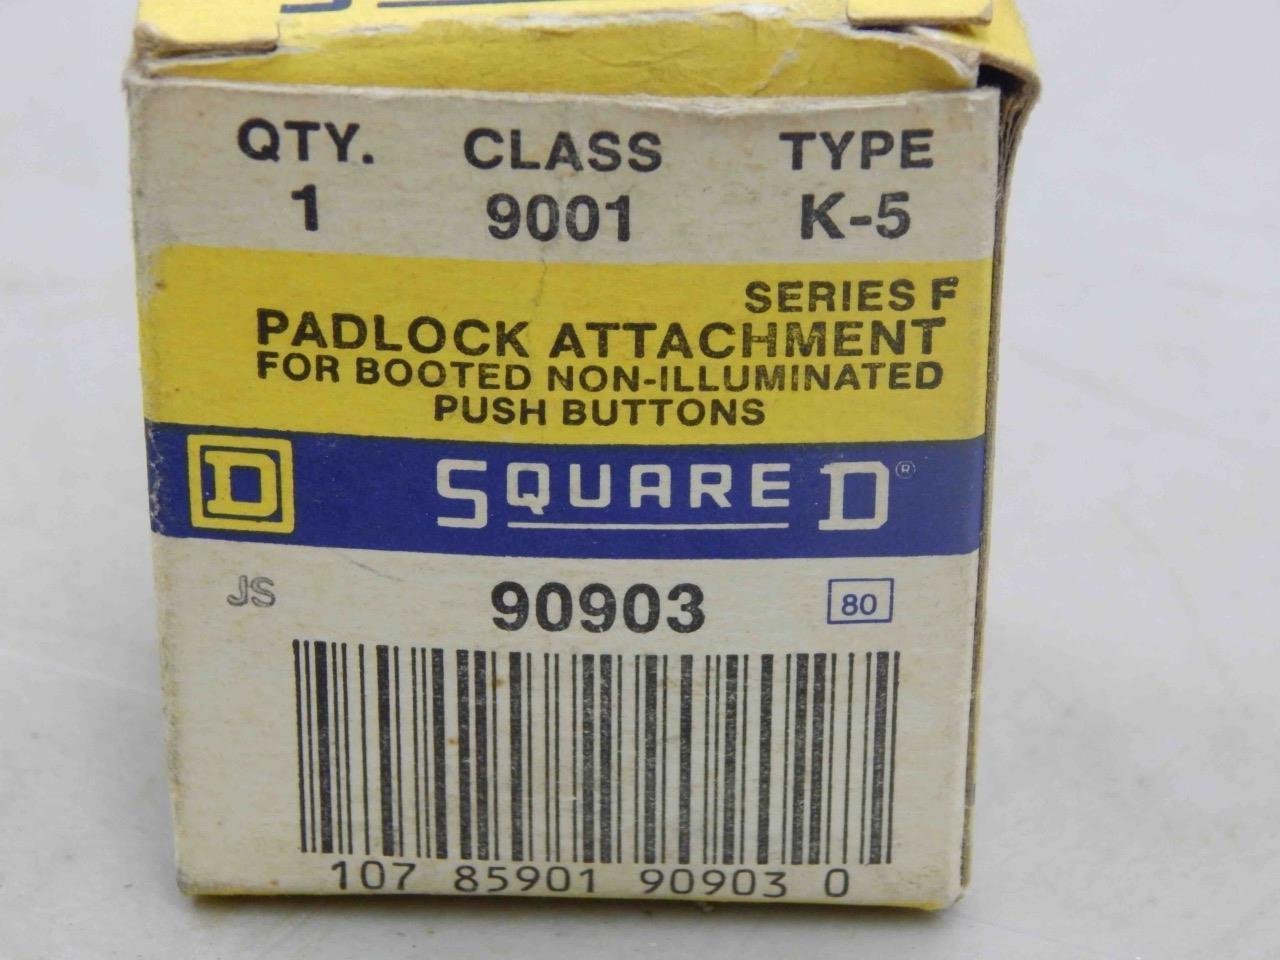 QTY. CLASS TYPE
1 9001 K-5
SERIES F
PADLOCK ATTACHMENT
FOR BOOTED NON-ILLUMINATED
PUSH BUTTONS
D SQUARE D ®
JS 90903 80
107 85901 90903 0